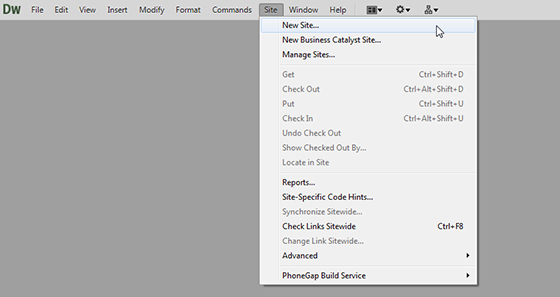 Dw File Edit View Insert Modify Format Commands Site Window Help
New Site...
New Business Catalyst Site...
Manage Sites...
Get Ctrl+Shift+D
Check Out Ctrl+Alt+Shift+D
Put Ctrl+Shift+U
Check In Ctrl+Alt+Shift+U
Undo Check Out
Show Checked Out By...
Locate in Site
Reports...
Site-Specific Code Hints...
Synchronize Sitewide...
Check Links Sitewide Ctrl+F8
Change Link Sitewide...
Advanced
PhoneGap Build Service